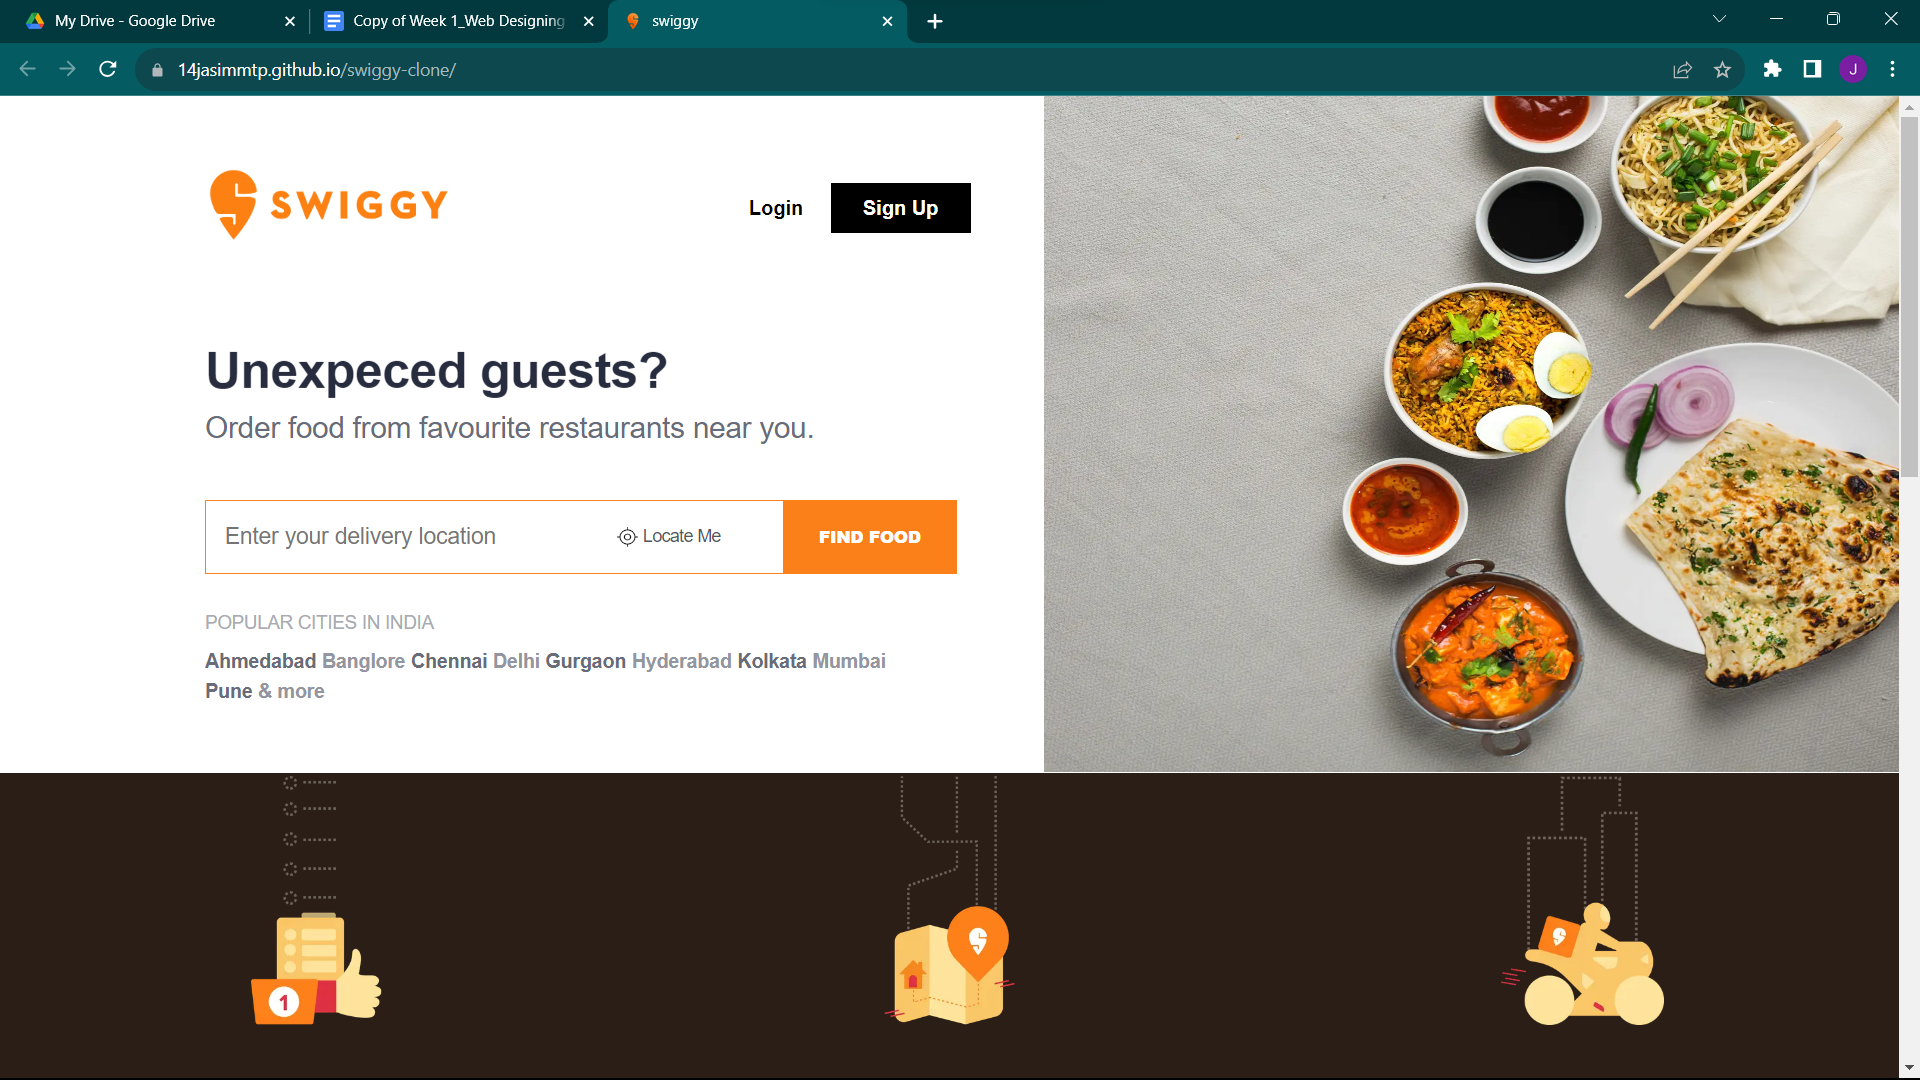 My Drive - Google Drive
Copy of Week 1_Web Designing
swiggy
14jasimmtp.github.io/swiggy-clone/
J
SWIGGY
Login
Sign Up
Unexpeced guests?
Order food from favourite restaurants near you.
Enter your delivery location
Locate Me
FIND FOOD
POPULAR CITIES IN INDIA
Ahmedabad Banglore Chennai Delhi Gurgaon Hyderabad Kolkata Mumbai
Pune & more
1